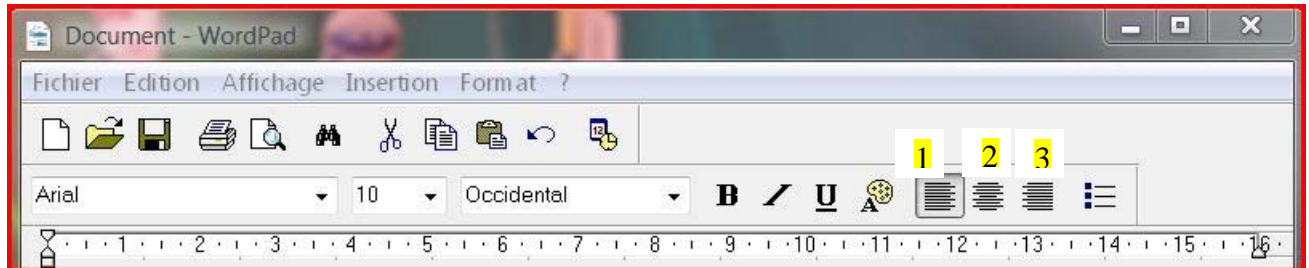 Document - WordPad
Fichier Edition Affichage Insertion Format ?
12
1 2 3
Arial 10 Occidental B I U A
1 2 3 4 5 6 7 8 9 10 11 12 13 14 15 16